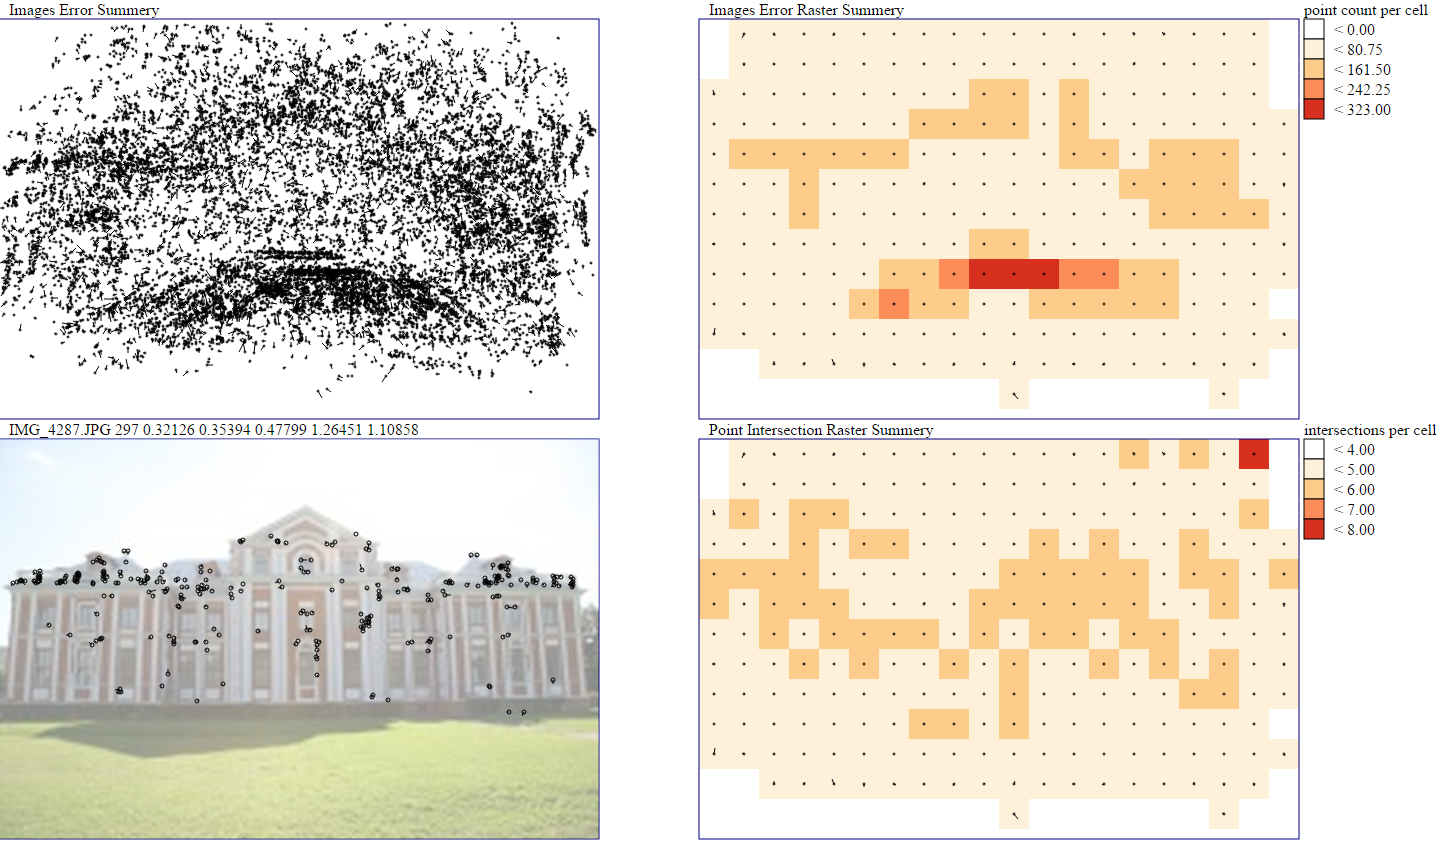 Images Error Summery
Images Error Raster Summery
point count per cell
< 0.00
< 80.75
< 161.50
< 242.25
< 323.00
IMG_4287.JPG 297 0.32126 0.35394 0.47799 1.26451 1.10858
Point Intersection Raster Summery
intersections per cell
< 4.00
< 5.00
< 6.00
< 7.00
< 8.00